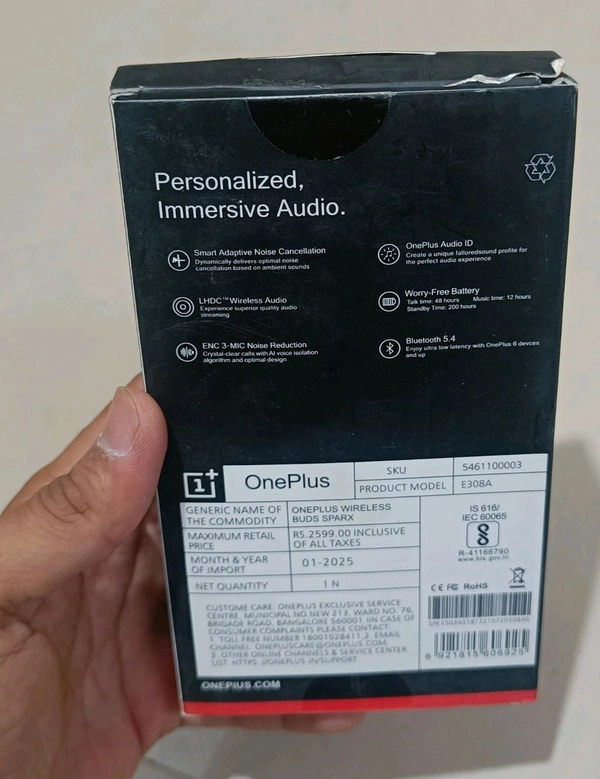 Personalized,
Immersive Audio.
Smart Adaptive Noise Cancellation
Dynamically delivers optimal noise
cancellation based on ambient sounds
OnePlus Audio ID
Create a unique falloredsound profile for
the perfect audio experience
LHDC™Wireless Audio
Experience superior quality audio
streaming
Worry-Free Battery
Talk time: 48 hours Music time: 12 hours
Standby Time: 200 hours
ENC 3-MIC Noise Reduction
Crystal-clear calls with AI voice isolation
algorithm and optimal design
Bluetooth 5.4
Enjoy ultra low latency with OnePlus 6 devces
and up
1+ OnePlus
SKU 5461100003
PRODUCT MODEL E308A
GENERIC NAME OF
THE COMMODITY
ONEPLUS WIRELESS
BUDS SPARX
MAXIMUM RETAIL
PRICE
RS.2599.00 INCLUSIVE
OF ALL TAXES
MONTH & YEAR
OF IMPORT
01-2025
NET QUANTITY 1 N
IS 616/
IEC 60065
R-41166790
www.bis.gov.in
CE FC RoHS
CUSTOME CARE: ONEPLUS EXCLUSIVE SERVICE
CENTRE, MUNICIPAL NO.NEW 213, WARD NO. 76,
BRIGADE ROAD, BANGALORE 560001.(IN CASE OF
CONSUMER COMPLAINTS PLEASE CONTACT:
1. TOLL FREE NUMBER 18001028411,2. EMAIL
CHANNEL: ONEPLUSCARE@ONEPLUS.COM,
3. OTHER ONLINE CHANNELS & SERVICE CENTER
LIST HTTPS: //ONEPLUS.IN/SUPPORT
6 921815 606925
ONEPLUS.COM